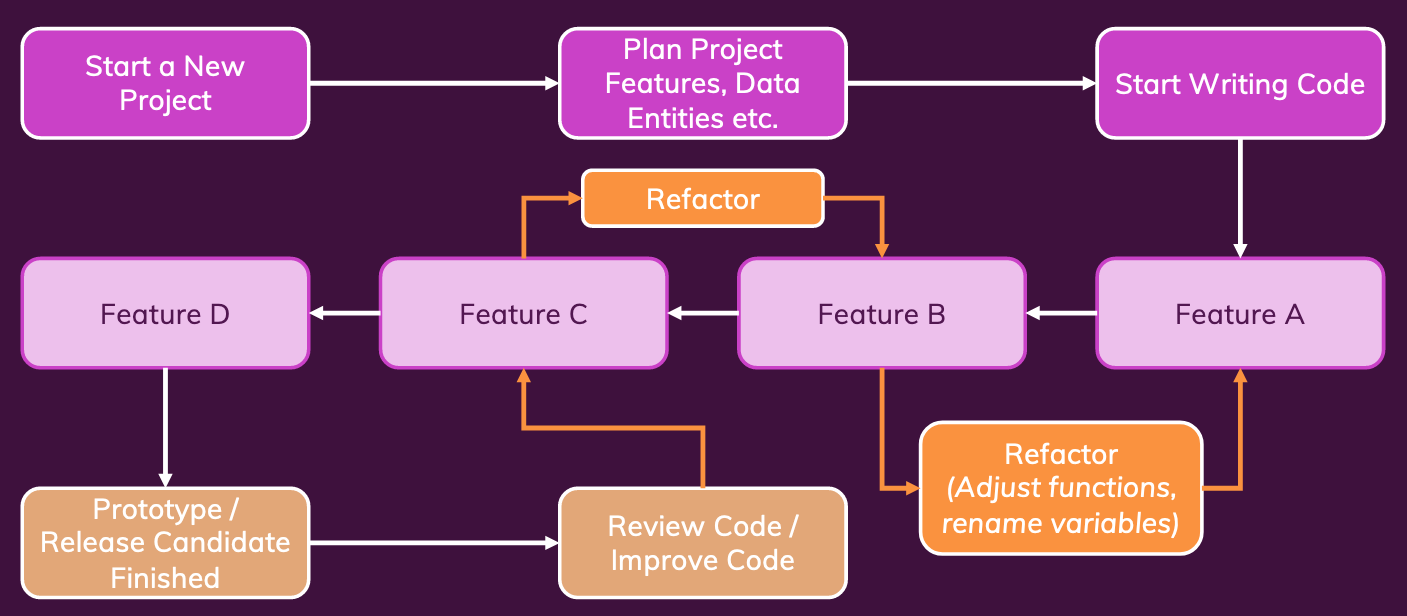 Start a New
Project
Plan Project
Features, Data
Entities etc.
Start Writing Code
Refactor
Feature D
Feature C
Feature B
Feature A
Refactor
(Adjust functions,
rename variables)
Prototype /
Release Candidate
Finished
Review Code /
Improve Code